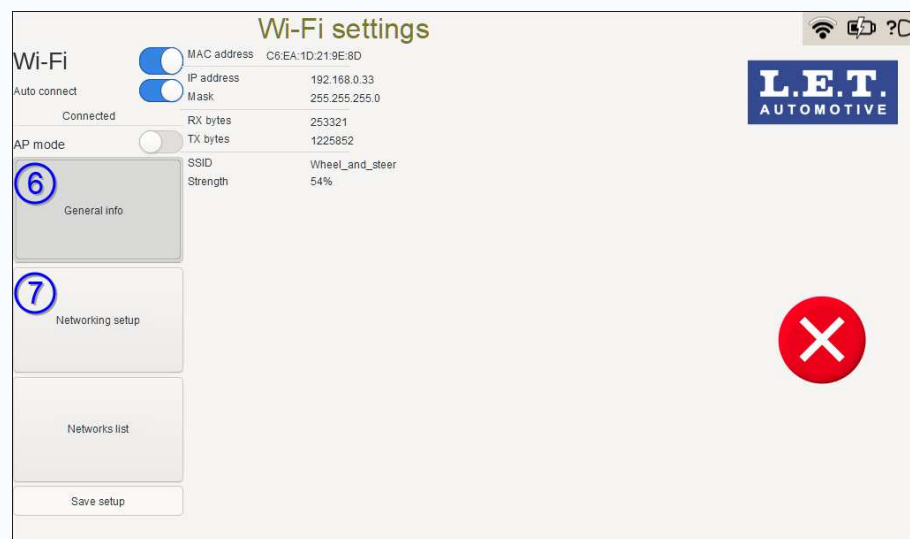 Wi-Fi settings
?
Wi-Fi
MAC address C6:EA:1D:21:9E:8D
IP address 192.168.0.33
Auto connect
Mask 255.255.255.0
L.E.T.
AUTOMOTIVE
Connected
RX bytes 253321
TX bytes 1225852
AP mode
SSID Wheel_and_steer
Strength 54%
6
General info
7
Networking setup
Networks list
Save setup